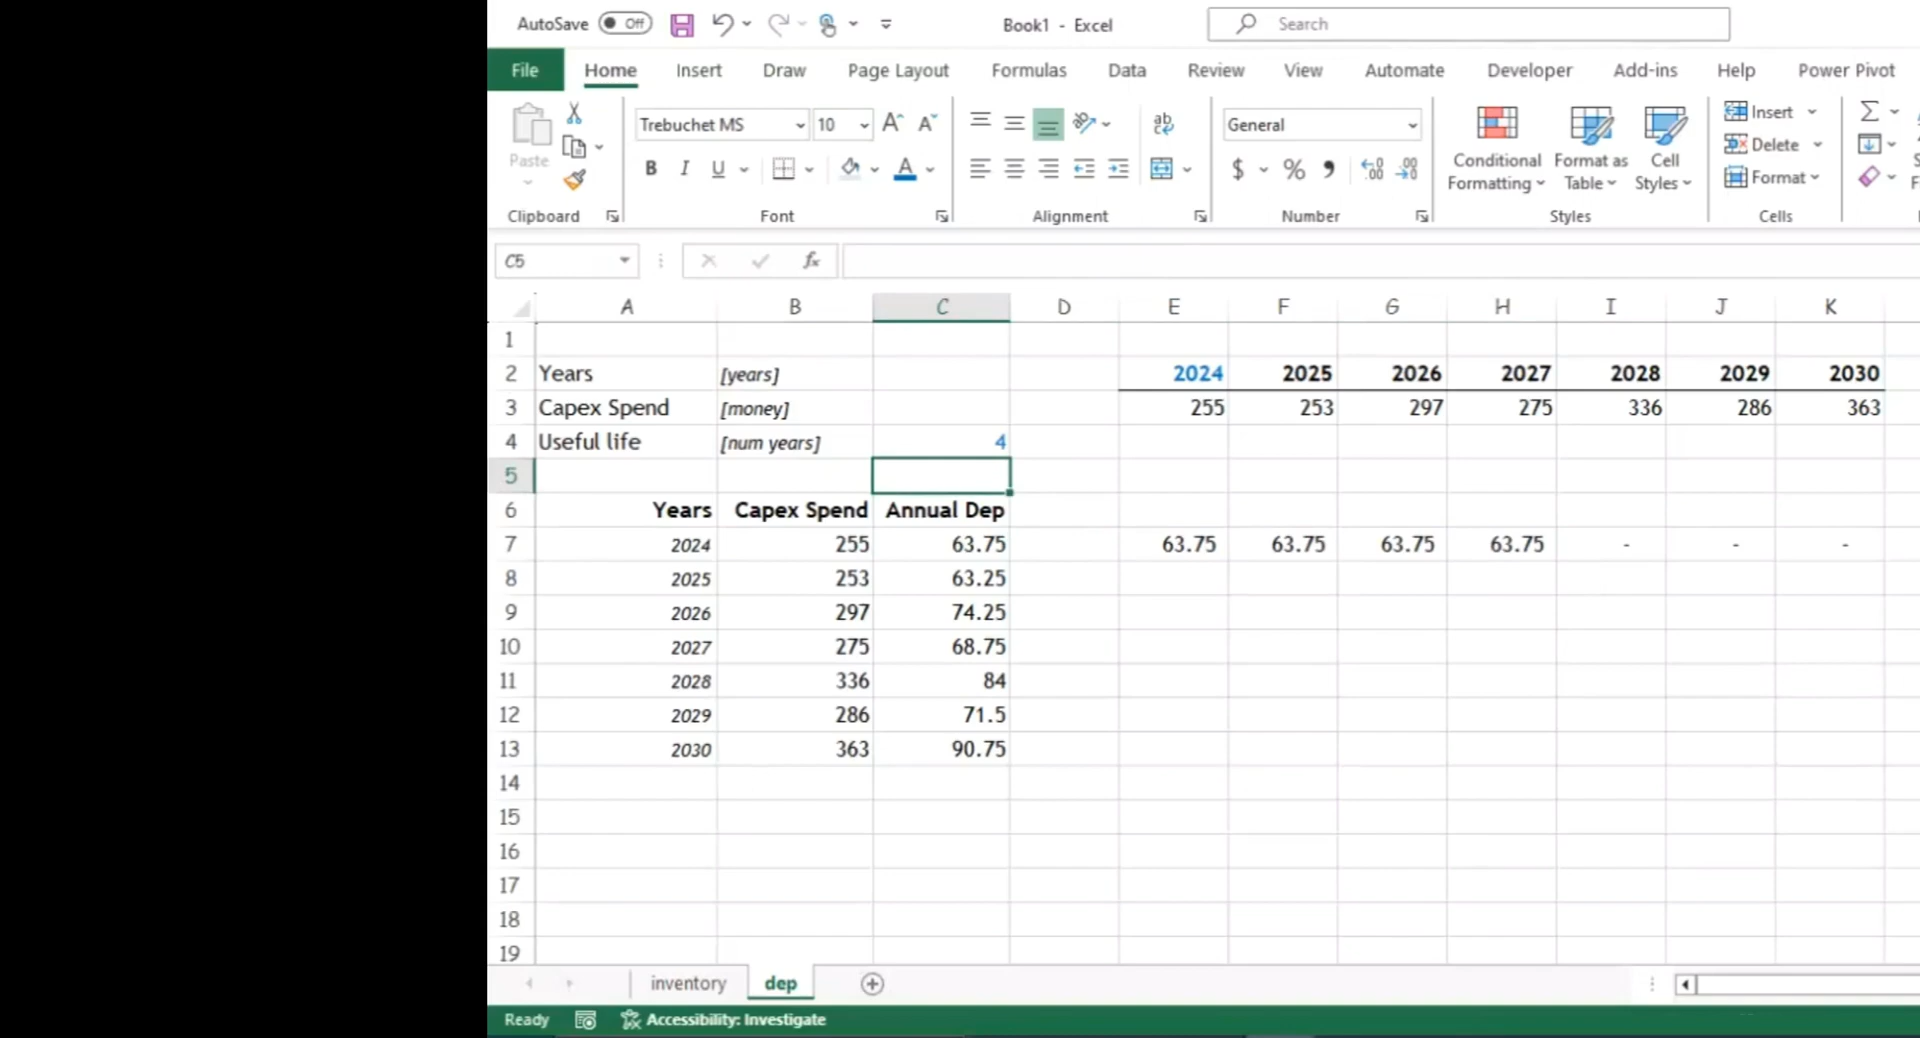 AutoSave Off Book1 - Excel Search
File Home Insert Draw Page Layout Formulas Data Review View Automate Developer Add-ins Help Power Pivot
Paste
Trebuchet MS 10
B I U A
ab
General
$ % 9
Conditional Formatting
Format as Table
Cell Styles
Insert
Delete
Format
Clipboard Font Alignment Number Styles Cells
C5 fx
A B C D E F G H I J K
1
2 Years [years] 2024 2025 2026 2027 2028 2029 2030
3 Capex Spend [money] 255 253 297 275 336 286 363
4 Useful life [num years] 4
5
6 Years Capex Spend Annual Dep
7 2024 255 63.75 63.75 63.75 63.75 63.75 - - -
8 2025 253 63.25
9 2026 297 74.25
10 2027 275 68.75
11 2028 336 84
12 2029 286 71.5
13 2030 363 90.75
14
15
16
17
18
19
inventory dep
Ready Accessibility: Investigate